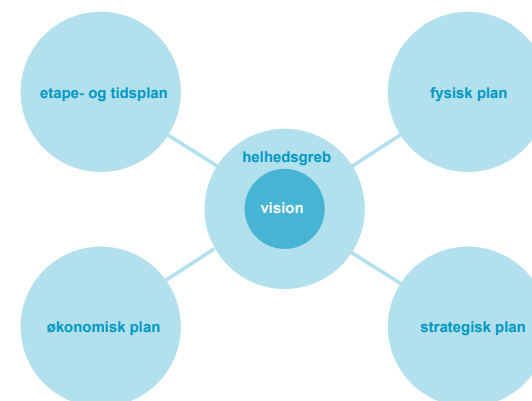 etape- og tidsplan
fysisk plan
helhedsgreb
vision
økonomisk plan
strategisk plan